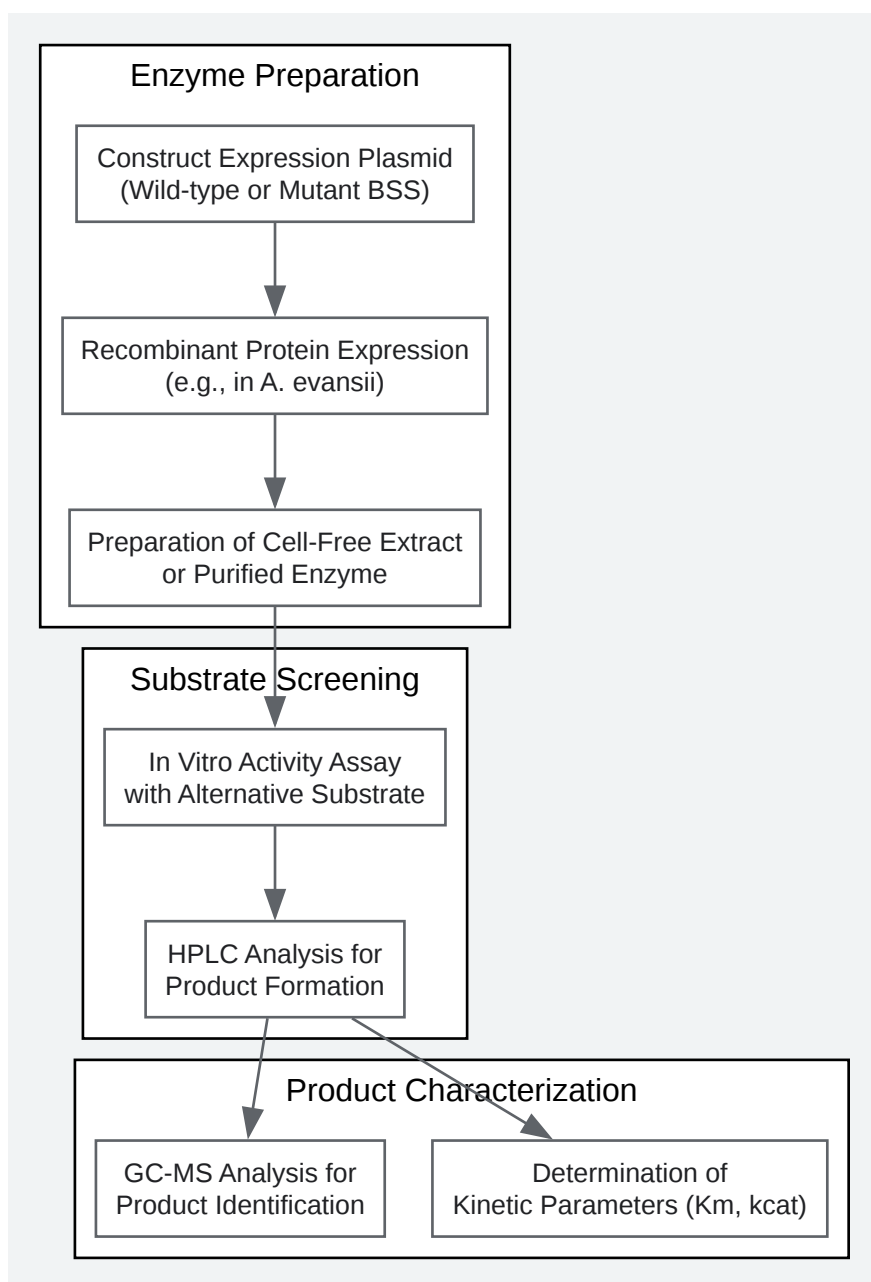 Enzyme Preparation
Construct Expression Plasmid
(Wild-type or Mutant BSS)
Recombinant Protein Expression
(e.g., in A. evansii)
Preparation of Cell-Free Extract
or Purified Enzyme
Substrate Screening
In Vitro Activity Assay
with Alternative Substrate
HPLC Analysis for
Product Formation
Product Characterization
GC-MS Analysis for
Product Identification
Determination of
Kinetic Parameters (Km, kcat)